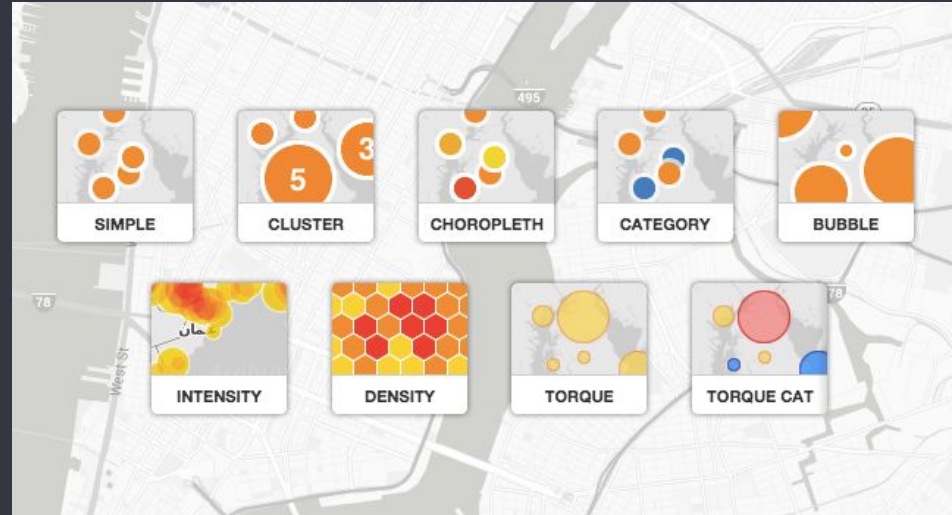 495
5
3
SIMPLE
CLUSTER
CHOROPLETH
CATEGORY
BUBBLE
78
78
عمان
West St
INTENSITY
DENSITY
TORQUE
TORQUE CAT